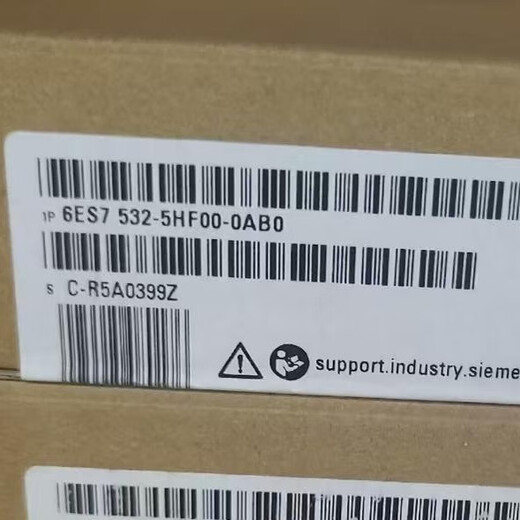 1P 6ES7 532-5HF00-0AB0
S C-R5A0399Z
support.industry.sieme